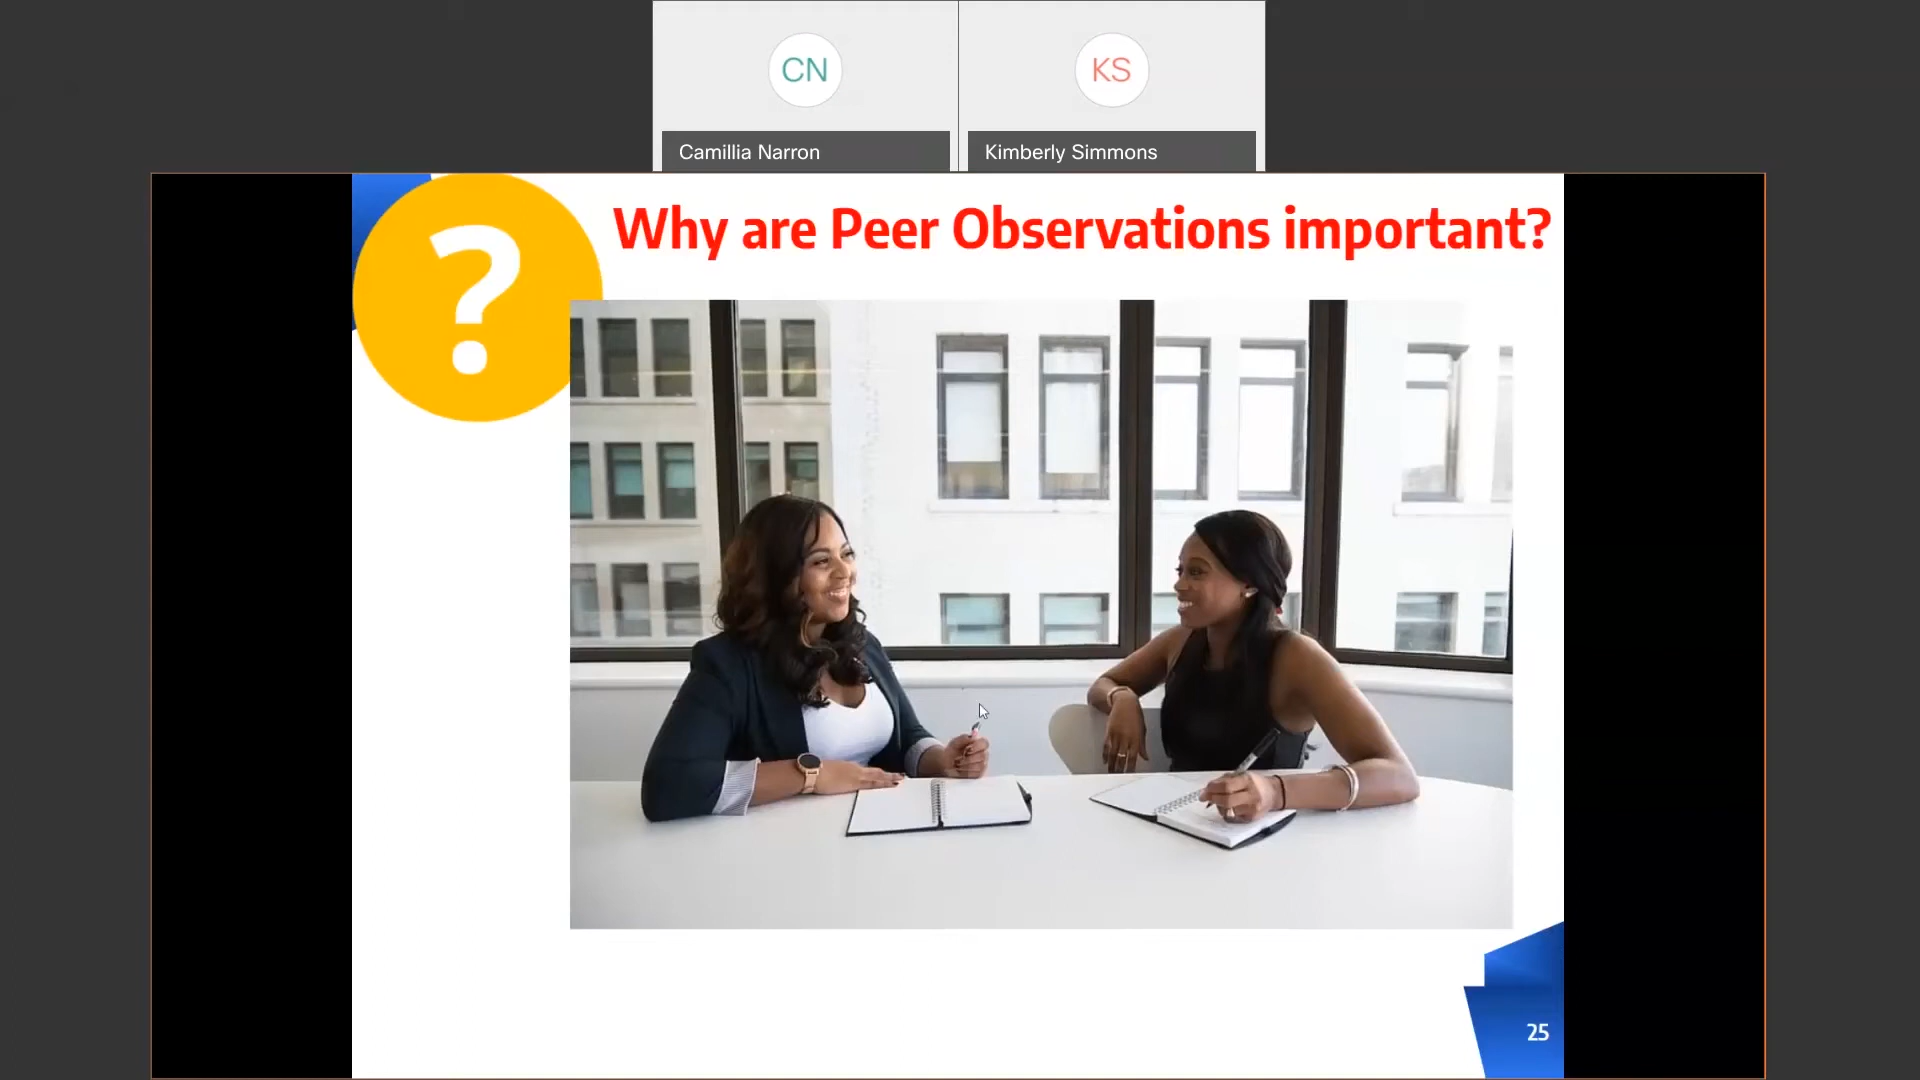 CN
KS
Camillia Narron
Kimberly Simmons
?
Why are Peer Observations important?
25